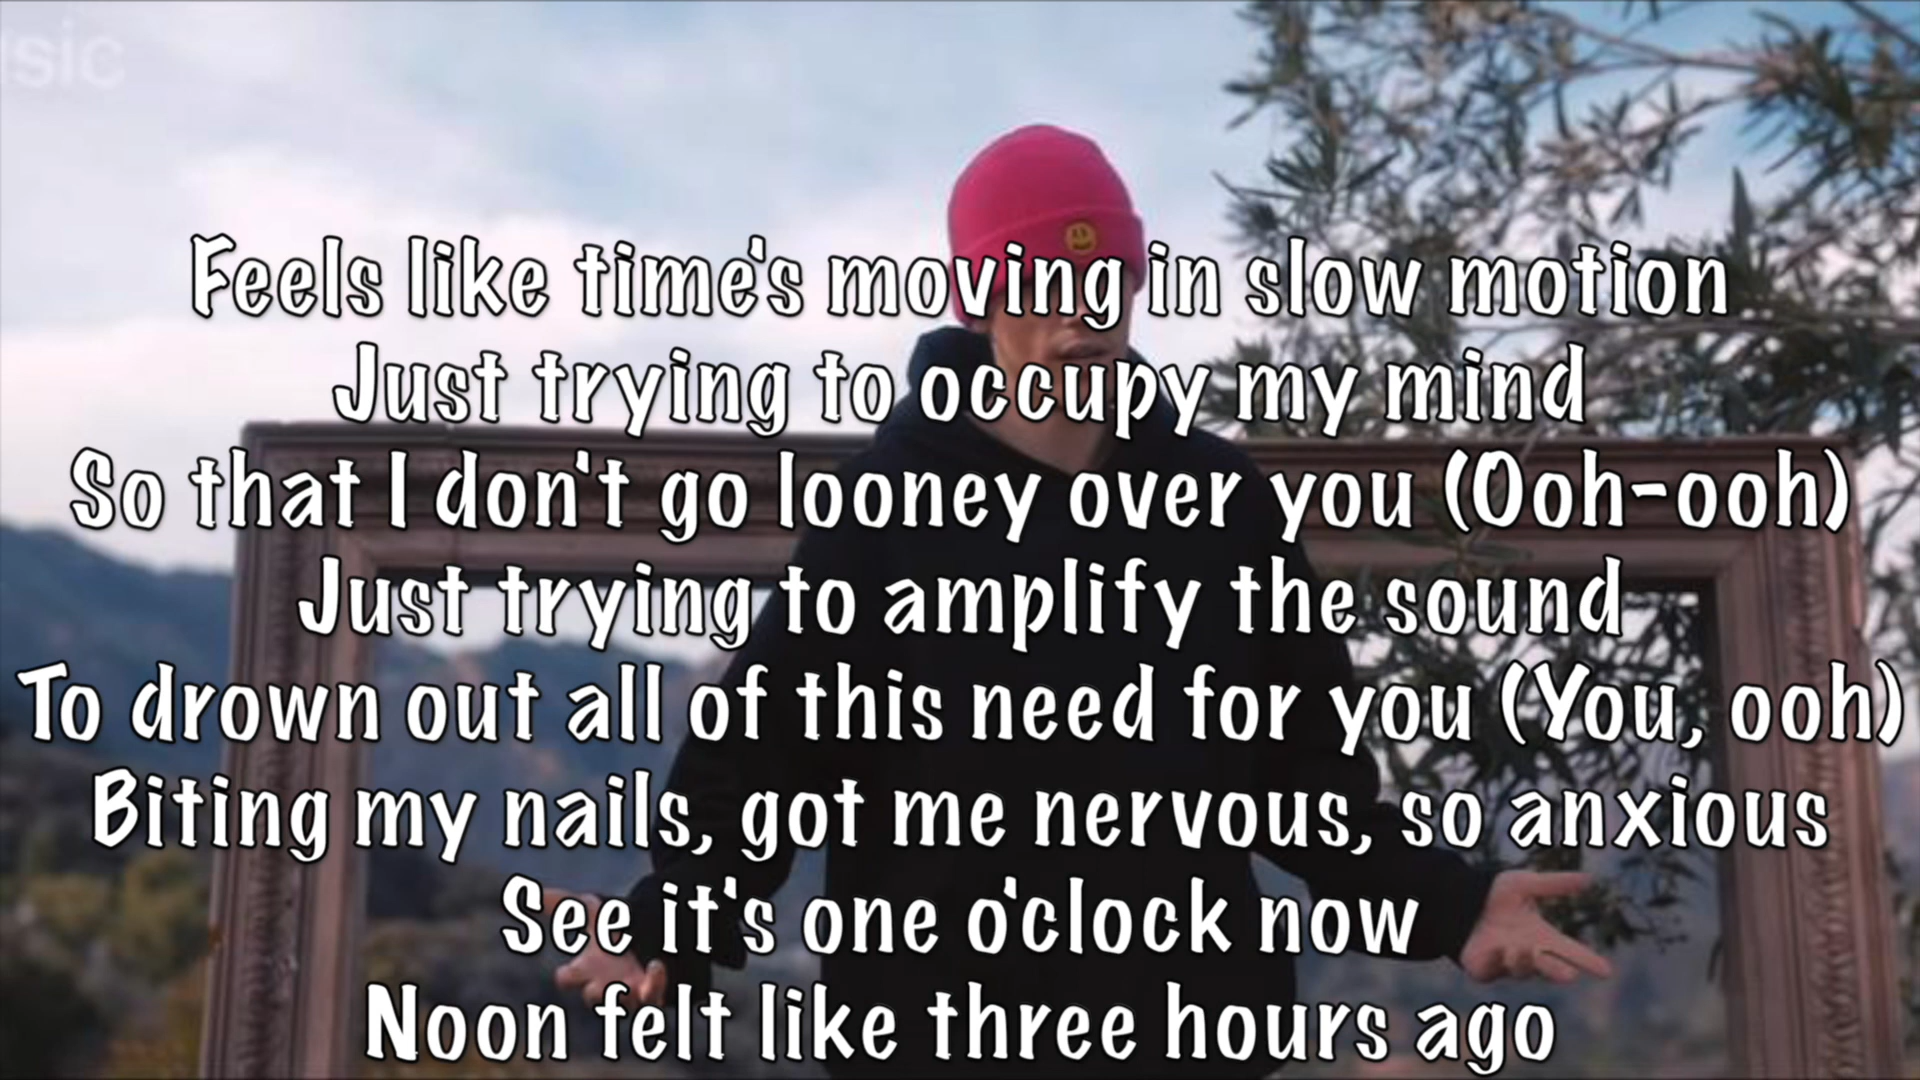 sic
Feels like time's moving in slow motion
Just trying to occupy my mind
So that I don't go looney over you (Ooh-ooh)
Just trying to amplify the sound
To drown out all of this need for you (You, ooh)
Biting my nails, got me nervous, so anxious
See it's one o'clock now
Noon felt like three hours ago